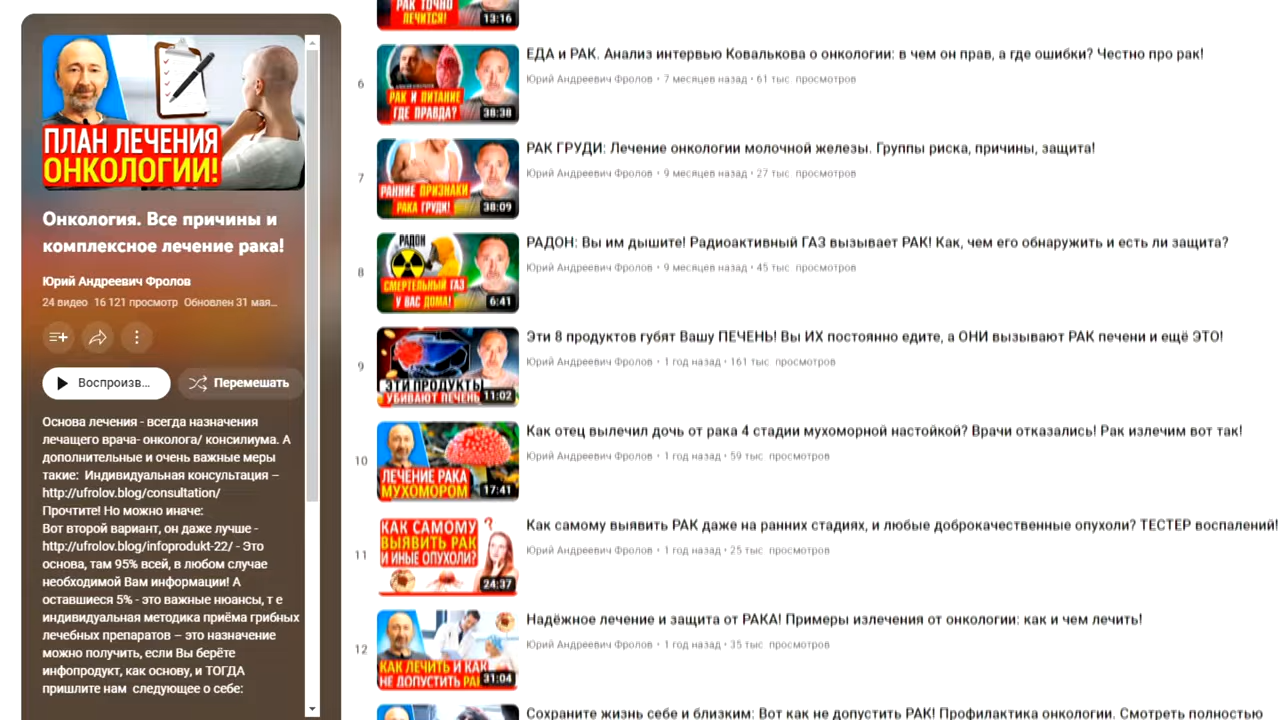 ПЛАН ЛЕЧЕНИЯ
ОНКОЛОГИИ!
Онкология. Все причины и
комплексное лечение рака!
Юрий Андреевич Фролов
24 видео 16 121 просмотр Обновлен 31 мая...
Воспроизв...
Перемешать
Основа лечения - всегда назначения
лечащего врача- онколога/ консилиума. А
дополнительные и очень важные меры
такие: Индивидуальная консультация –
http://ufrolov.blog/consultation/
Прочтите! Но можно иначе:
Вот второй вариант, он даже лучше -
http://ufrolov.blog/infoprodukt-22/ - Это
основа, там 95% всей, в любом случае
необходимой Вам информации! А
оставшиеся 5% - это важные нюансы, т е
индивидуальная методика приёма грибных
лечебных препаратов – это назначение
можно получить, если Вы берёте
инфопродукт, как основу, и ТОГДА
пришлите нам следующее о себе:
РАК ТОЧНО
ЛЕЧИТСЯ!
13:16
6
РАК И ПИТАНИЕ
ГДЕ ПРАВДА?
38:38
ЕДА и РАК. Анализ интервью Ковалькова о онкологии: в чем он прав, а где ошибки? Честно про рак!
Юрий Андреевич Фролов • 7 месяцев назад • 61 тыс. просмотров
7
РАННИЕ ПРИЗНАКИ
РАКА ГРУДИ!
38:09
РАК ГРУДИ: Лечение онкологии молочной железы. Группы риска, причины, защита!
Юрий Андреевич Фролов • 9 месяцев назад • 27 тыс. просмотров
8
РАДОН
СМЕРТЕЛЬНЫЙ ГАЗ
У ВАС ДОМА!
6:41
РАДОН: Вы им дышите! Радиоактивный ГАЗ вызывает РАК! Как, чем его обнаружить и есть ли защита?
Юрий Андреевич Фролов • 9 месяцев назад • 45 тыс. просмотров
9
ЭТИ ПРОДУКТЫ
УБИВАЮТ ПЕЧЕНЬ
11:02
Эти 8 продуктов губят Вашу ПЕЧЕНЬ! Вы ИХ постоянно едите, а ОНИ вызывают РАК печени и ещё ЭТО!
Юрий Андреевич Фролов • 1 год назад • 161 тыс. просмотров
10
ЛЕЧЕНИЕ РАКА
МУХОМОРОМ
17:41
Как отец вылечил дочь от рака 4 стадии мухоморной настойкой? Врачи отказались! Рак излечим вот так!
Юрий Андреевич Фролов • 1 год назад • 59 тыс. просмотров
11
КАК САМОМУ ?
ВЫЯВИТЬ РАК
И ИНЫЕ ОПУХОЛИ?
24:37
Как самому выявить РАК даже на ранних стадиях, и любые доброкачественные опухоли? ТЕСТЕР воспалений!
Юрий Андреевич Фролов • 1 год назад • 25 тыс. просмотров
12
КАК ЛЕЧИТЬ И КАК
НЕ ДОПУСТИТЬ РАК
31:04
Надёжное лечение и защита от РАКА! Примеры излечения от онкологии: как и чем лечить!
Юрий Андреевич Фролов • 1 год назад • 35 тыс. просмотров
Сохраните жизнь себе и близким: Вот как не допустить РАК! Профилактика онкологии. Смотреть полностью